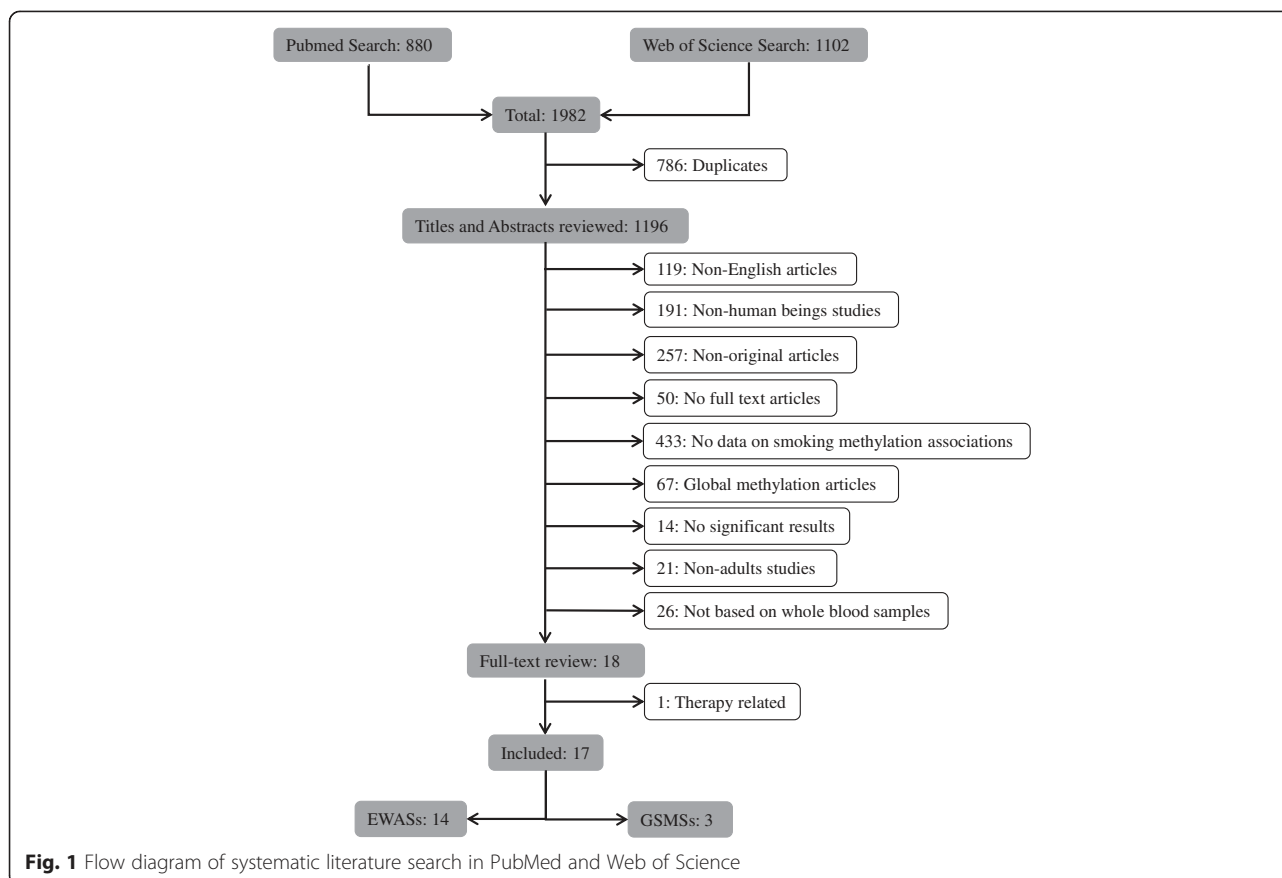 Pubmed Search: 880
Web of Science Search: 1102
Total: 1982
786: Duplicates
Titles and Abstracts reviewed: 1196
119: Non-English articles
191: Non-human beings studies
257: Non-original articles
50: No full text articles
433: No data on smoking methylation associations
67: Global methylation articles
14: No significant results
21: Non-adults studies
26: Not based on whole blood samples
Full-text review: 18
1: Therapy related
Included: 17
EWASs: 14
GSMSs: 3
Fig. 1 Flow diagram of systematic literature search in PubMed and Web of Science